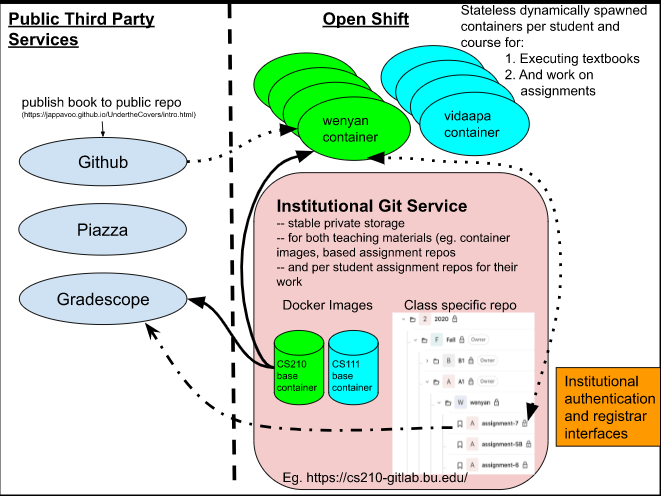 Public Third Party
Services
Open Shift
Stateless dynamically spawned
containers per student and
course for:
1. Executing textbooks
2. And work on
assignments
publish book to public repo
(https://jappavoo.github.io/UndertheCovers/intro.html)
Github
Piazza
Gradescope
wenyan
container
vidaapa
container
Institutional Git Service
-- stable private storage
-- for both teaching materials (eg. container
images, based assignment repos
-- and per student assignment repos for their
work
Docker Images
Class specific repo
CS210
base
container
CS111
base
container
2 2020
F Fall Owner
B B1 Owner
A A1 Owner
W wenyan
A assignment-7
A assignment-5B
A assignment-6
Institutional
authentication
and registrar
interfaces
Eg. https://cs210-gitlab.bu.edu/